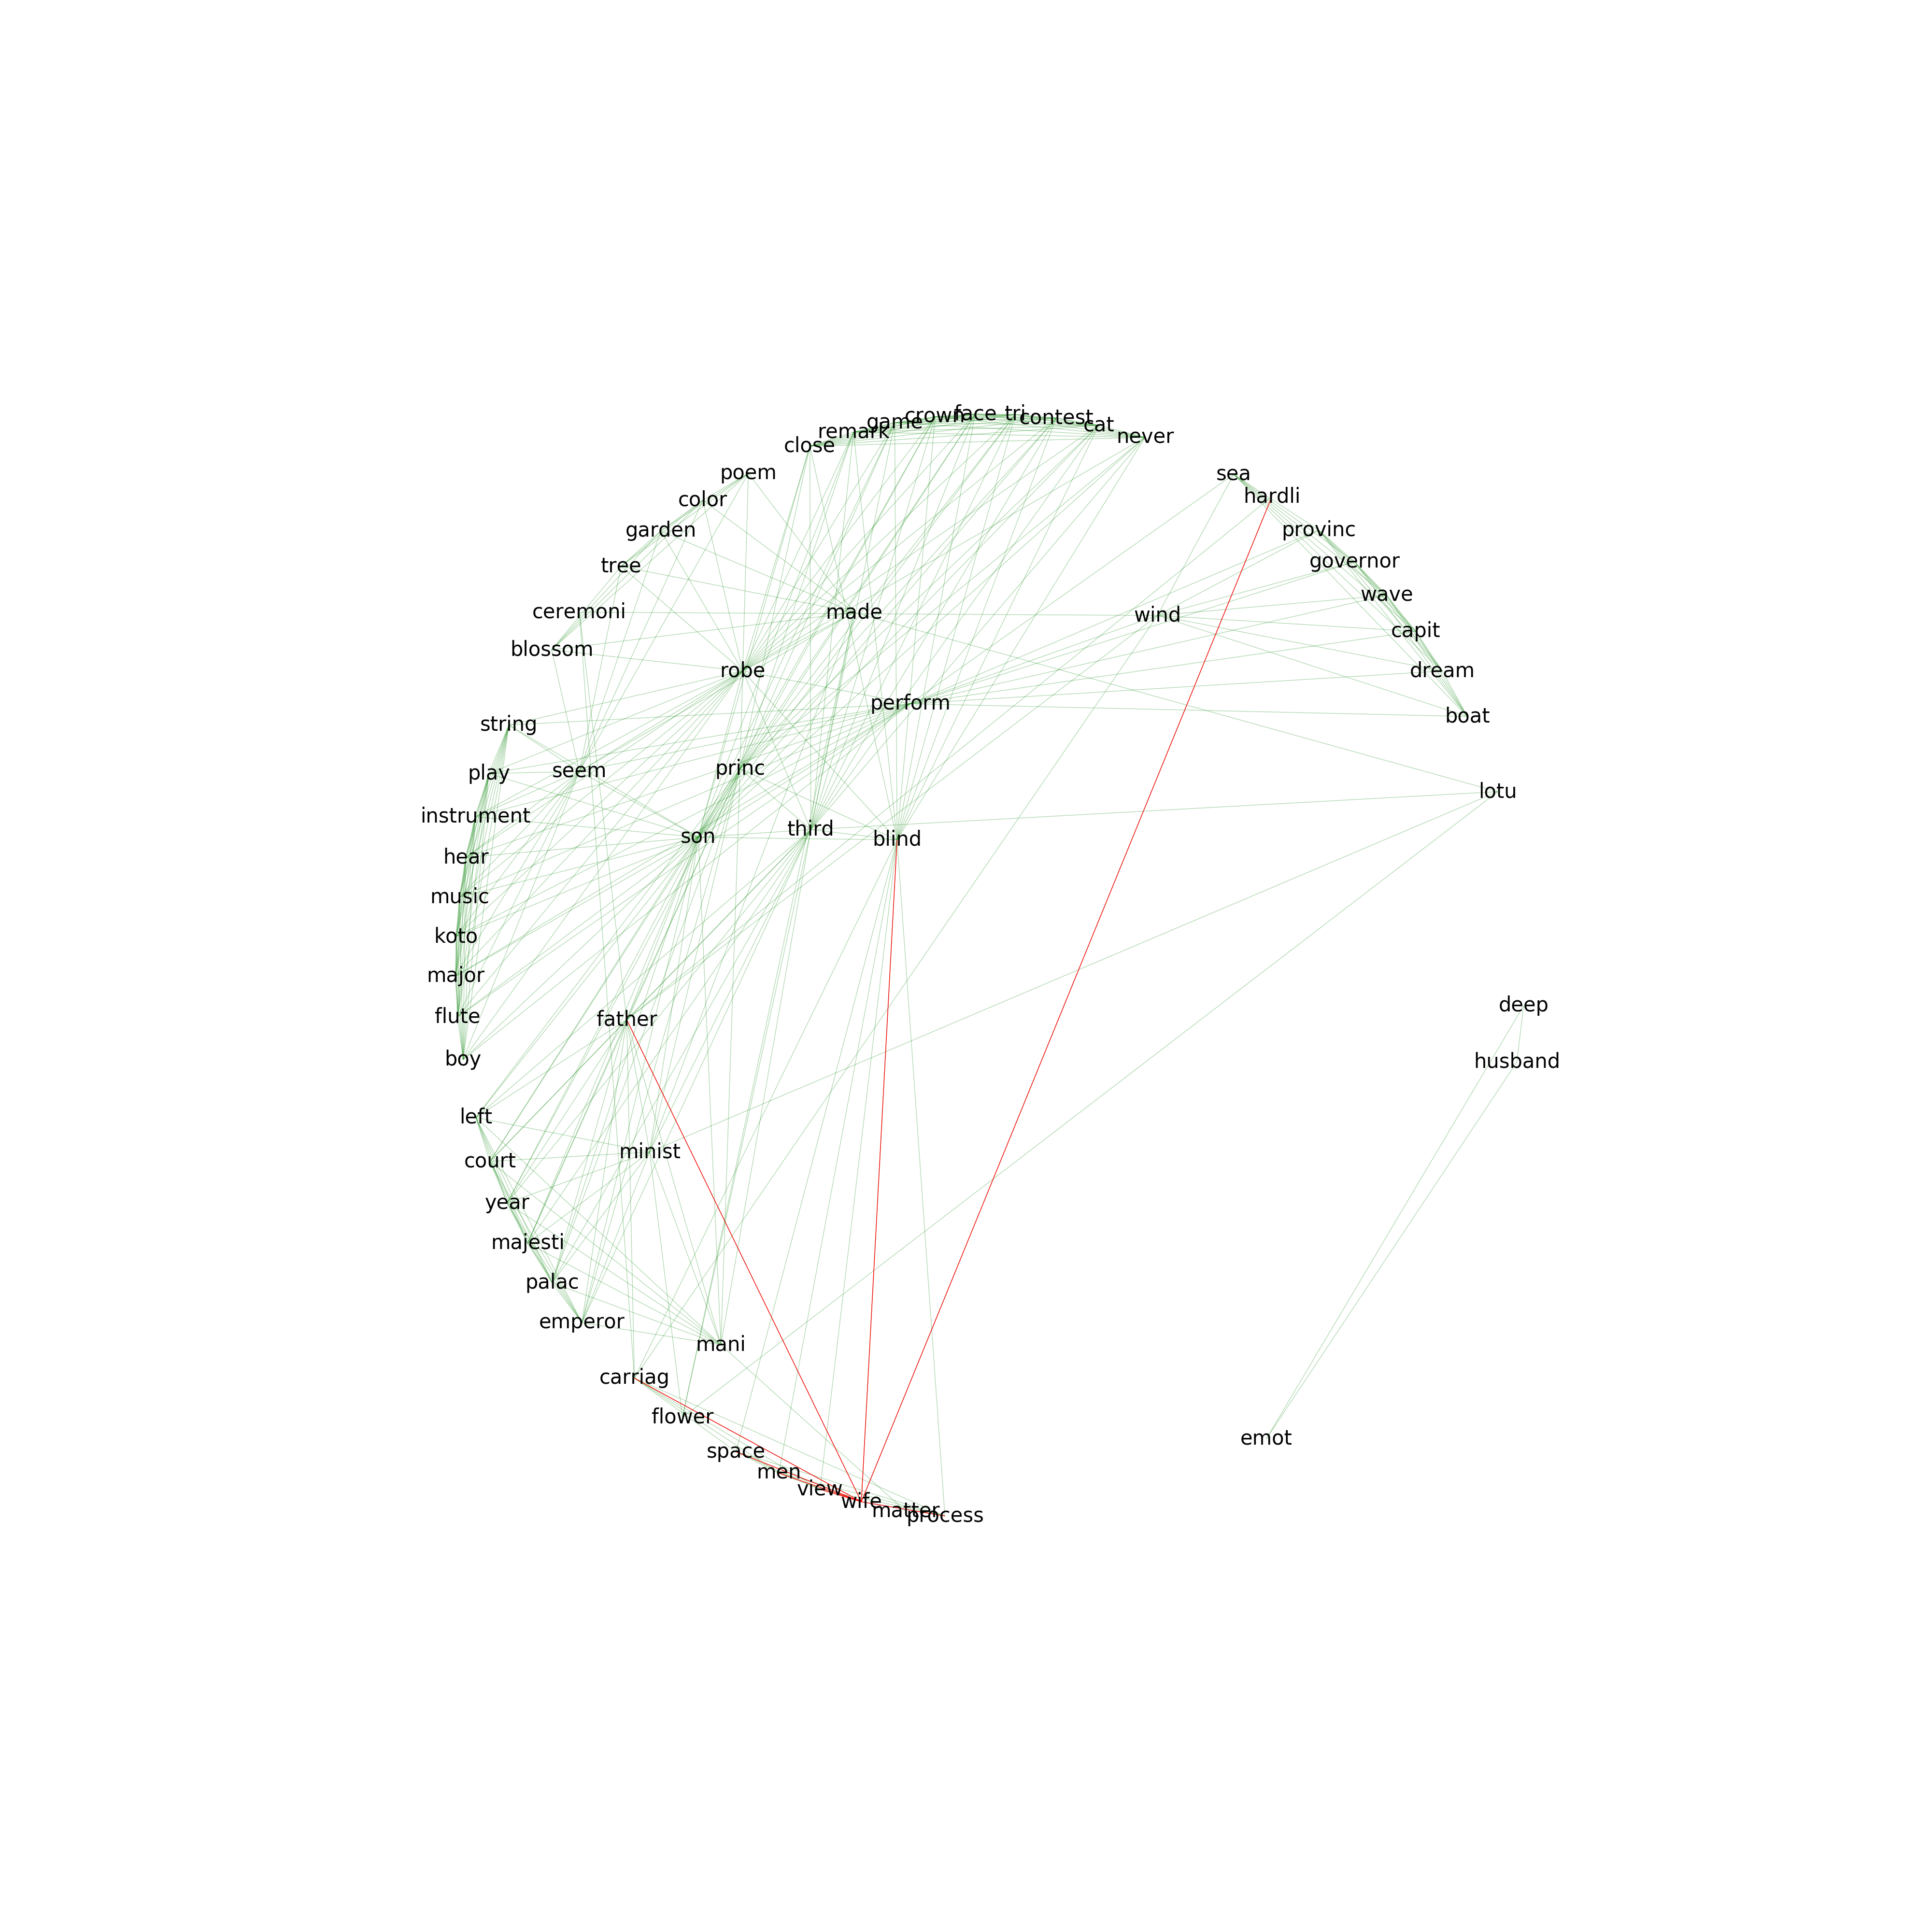 crown
face
tri
contest
game
cat
remark
never
close
poem
sea
hardli
color
garden
provinc
governor
tree
wave
ceremoni
made
wind
capit
blossom
robe
dream
perform
boat
string
princ
play
seem
lotu
instrument
son
third
blind
hear
music
koto
major
deep
flute
father
boy
husband
left
minist
court
year
majesti
palac
emperor
mani
carriag
flower
emot
space
men
view
wife
matter
process